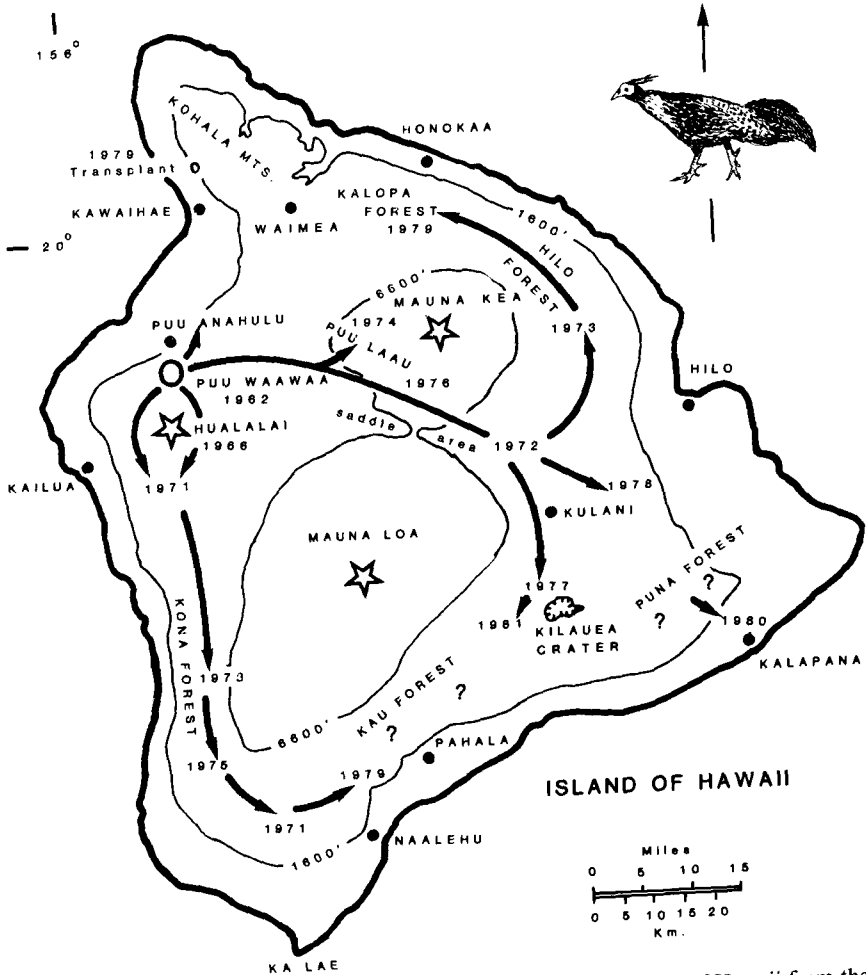 156°
KOHALA MTS.
HONOKAA
1979
Transplant
KAWAIHAE
WAIMEA
KALOPA
FOREST
1979
1600'
20°
HILO
FOREST
6600'
MAUNA KEA
1974
PUU LAAU
1973
PUU ANAHULU
PUU WAAWAA
1962
1976
HILO
HUALALAI
1966
saddle area
1972
KAILUA
1971
1978
KULANI
MAUNA LOA
PUNA FOREST
?
?
1977
1981
KILAUEA
CRATER
1980
KALAPANA
KONA FOREST
1973
KAU FOREST
?
?
6600'
PAHALA
1975
1979
ISLAND OF HAWAII
1971
NAALEHU
1600'
Miles
0 5 10 15
0 5 10 15 20
Km.
KA LAE
from the